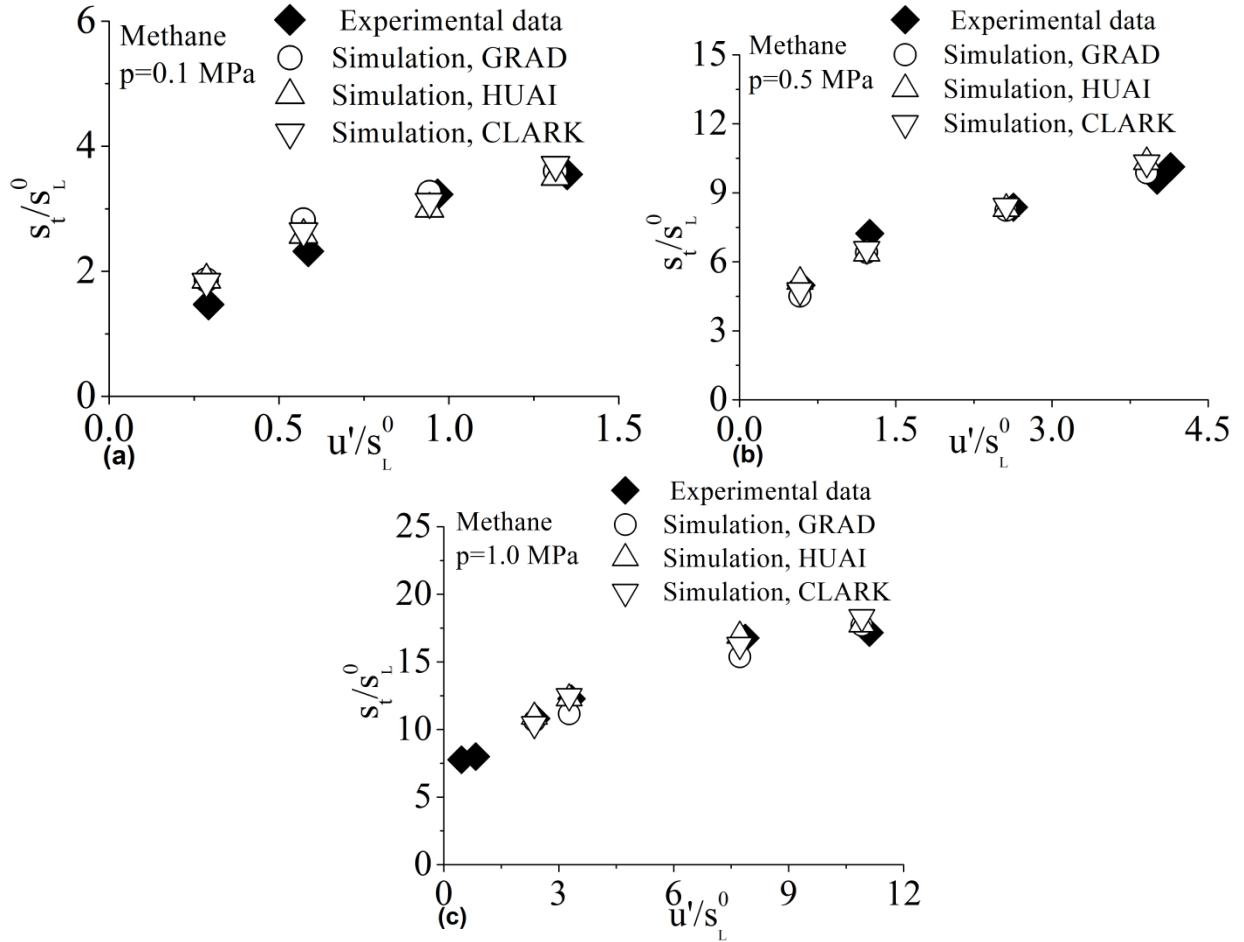 Methane
p=0.1 MPa
Experimental data
Simulation, GRAD
Simulation, HUAI
Simulation, CLARK
6
4
2
0
s_t/s_L^0
0.0 0.5 1.0 1.5
u'/s_L^0
(a)
Methane
p=0.5 MPa
Experimental data
Simulation, GRAD
Simulation, HUAI
Simulation, CLARK
15
12
9
6
3
0
s_t/s_L^0
0.0 1.5 3.0 4.5
u'/s_L^0
(b)
Methane
p=1.0 MPa
Experimental data
Simulation, GRAD
Simulation, HUAI
Simulation, CLARK
25
20
15
10
5
0
s_t/s_L^0
0 3 6 9 12
u'/s_L^0
(c)